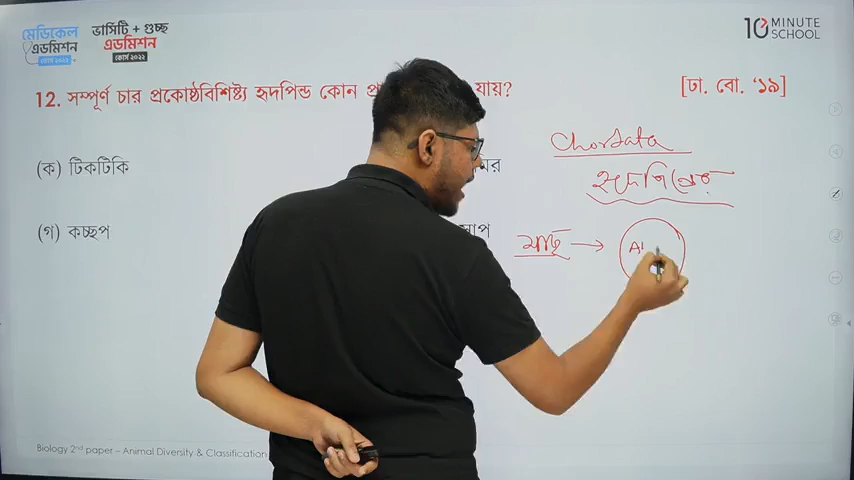 মেডিকেল
এডমিশন
কোর্স ২০২২
ভার্সিটি + গুচ্ছ
এডমিশন
কোর্স ২০২২
10 MINUTE
SCHOOL
12. সম্পূর্ণ চার প্রকোষ্ঠবিশিষ্ট্য হৃদপিন্ড কোন যায়?
[ঢা. বো. ‘১৯]
Chordata
(ক) টিকটিকি
হৃদপিন্ডের
(গ) কচ্ছপ
সাপ
মাছ →
Biology 2nd paper – Animal Diversity & Classification